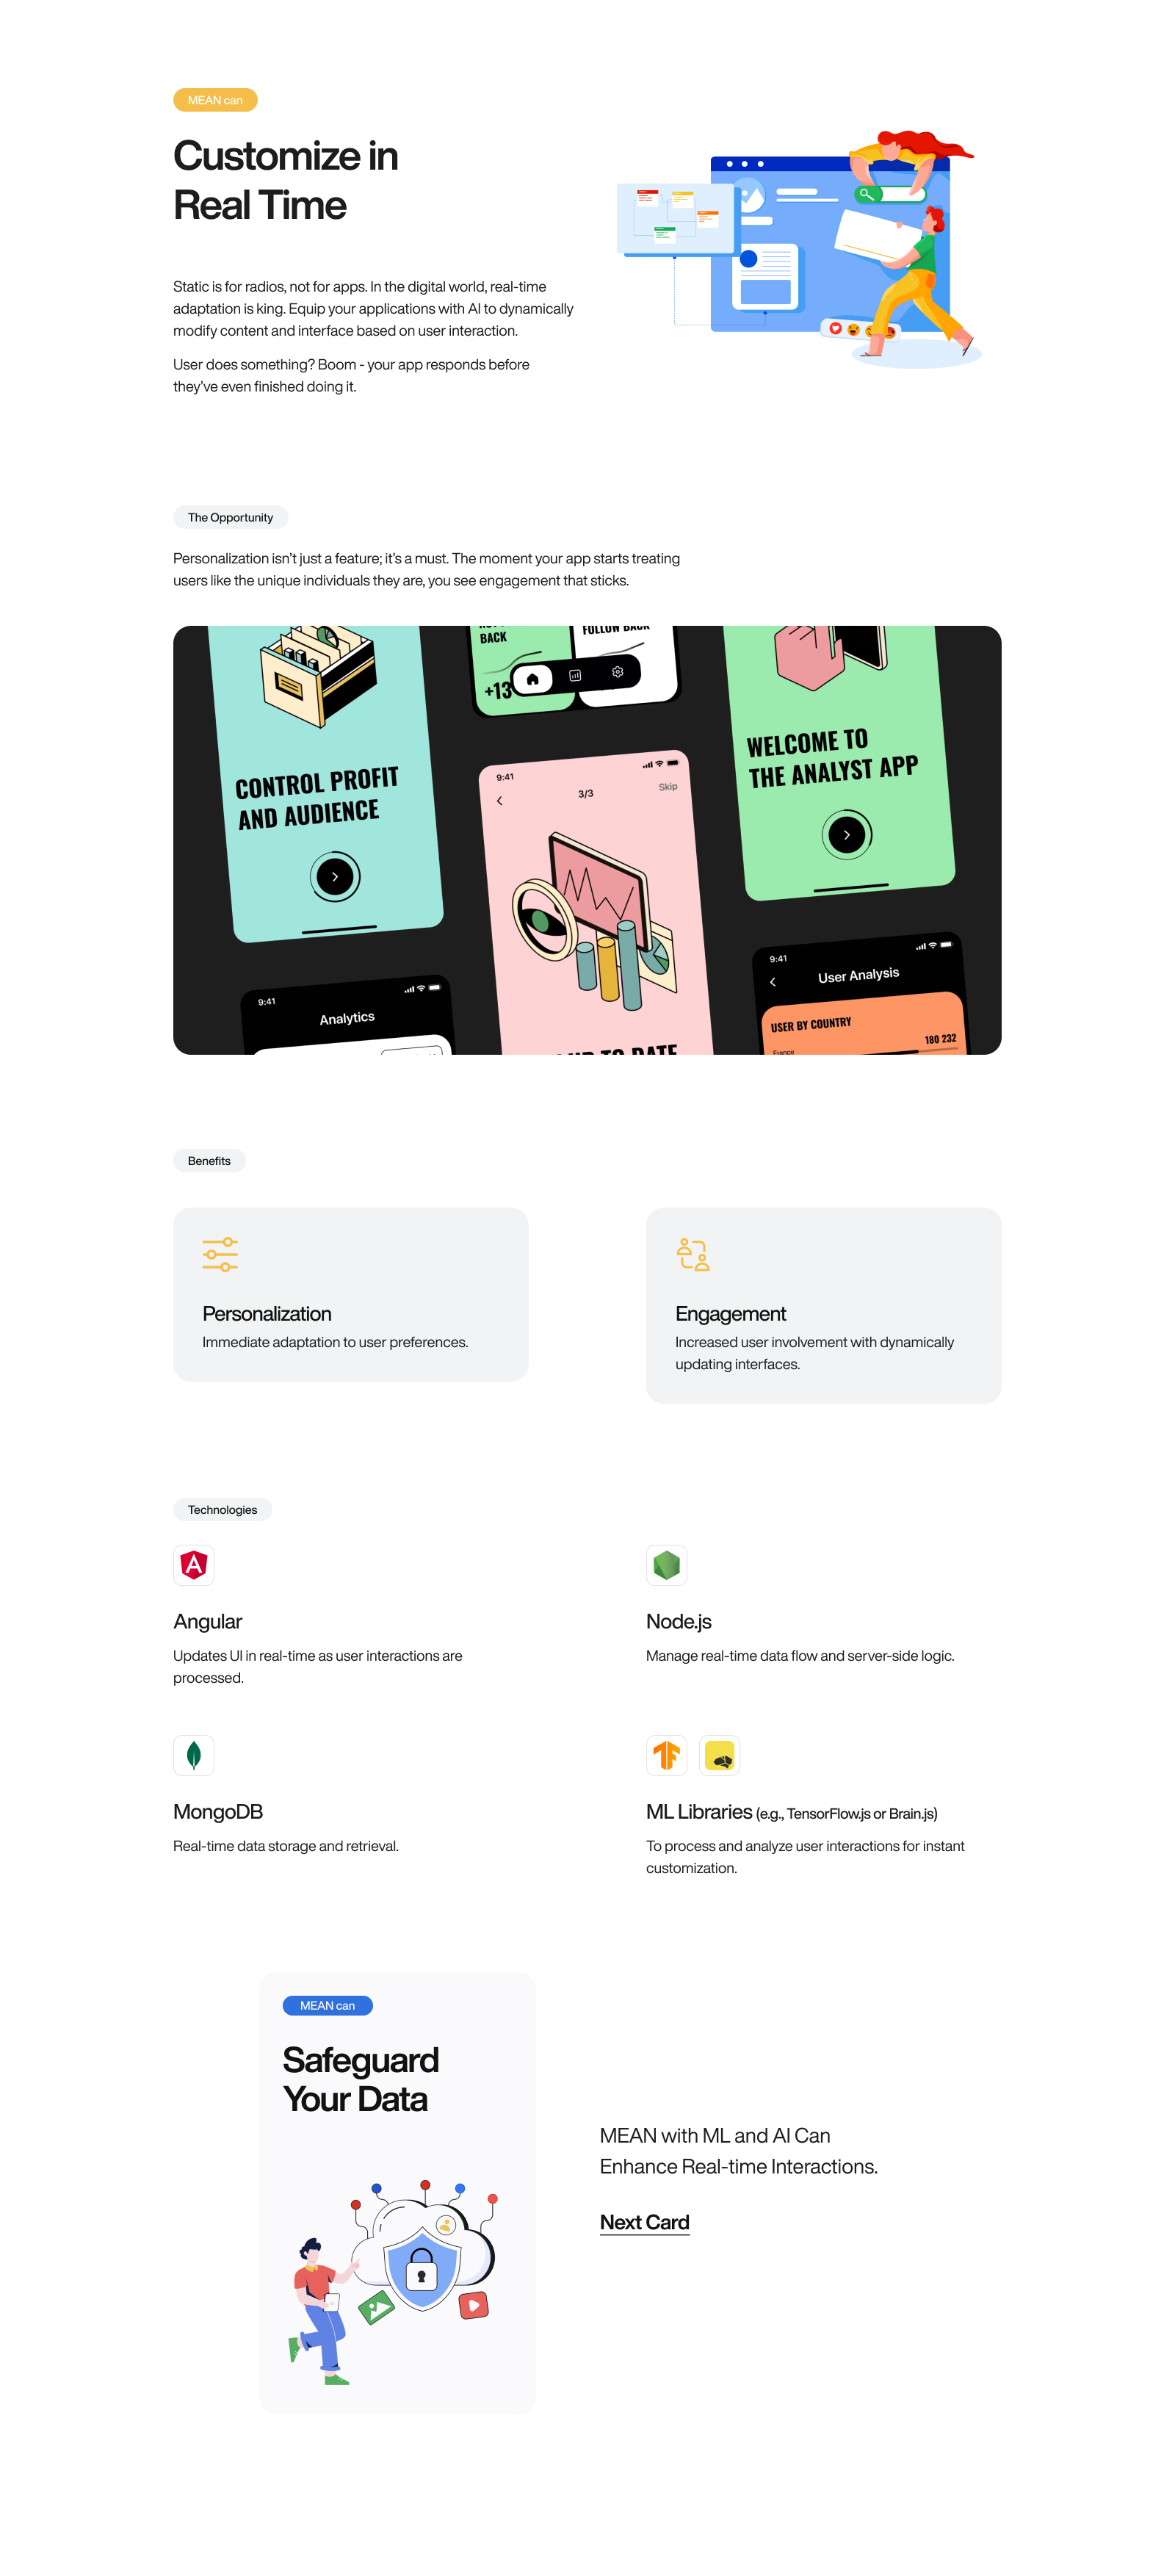 MEAN can
Customize in
Real Time
Static is for radios, not for apps. In the digital world, real-time
adaptation is king. Equip your applications with AI to dynamically
modify content and interface based on user interaction.
User does something? Boom - your app responds before
they've even finished doing it.
The Opportunity
Personalization isn't just a feature; it's a must. The moment your app starts treating
users like the unique individuals they are, you see engagement that sticks.
BACK
FOLLOW BACK
+13
CONTROL PROFIT
AND AUDIENCE
9:41
3/3
Skip
WELCOME TO
THE ANALYST APP
9:41
Analytics
TO DATE
9:41
User Analysis
USER BY COUNTRY
France
180 232
Benefits
Personalization
Immediate adaptation to user preferences.
Engagement
Increased user involvement with dynamically
updating interfaces.
Technologies
Angular
Updates UI in real-time as user interactions are
processed.
Node.js
Manage real-time data flow and server-side logic.
MongoDB
Real-time data storage and retrieval.
ML Libraries (e.g., TensorFlow.js or Brain.js)
To process and analyze user interactions for instant
customization.
MEAN can
Safeguard
Your Data
MEAN with ML and AI Can
Enhance Real-time Interactions.
Next Card